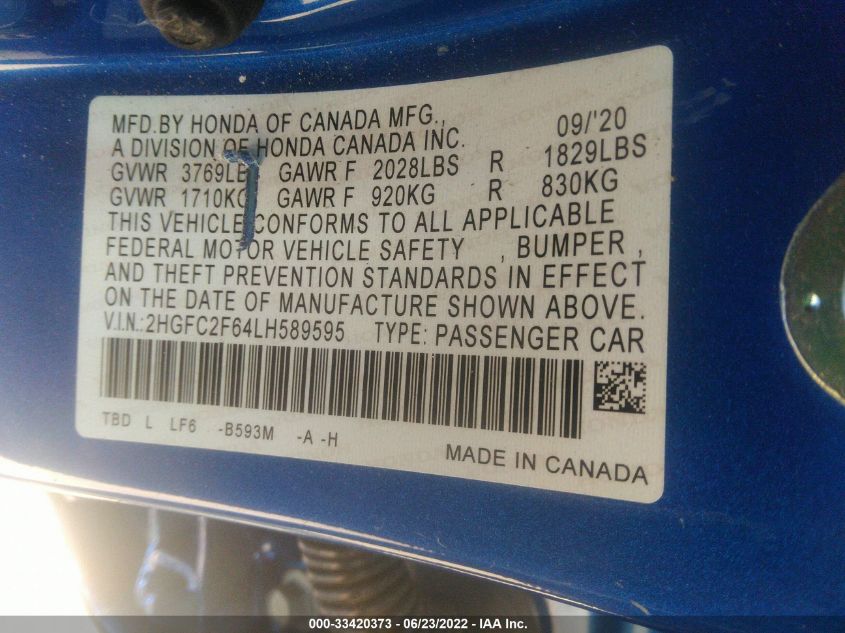 MFD.BY HONDA OF CANADA MFG., 09/'20
A DIVISION OF HONDA CANADA INC.
GVWR 3769LB GAWR F 2028LBS R 1829LBS
GVWR 1710KG GAWR F 920KG R 830KG
THIS VEHICLE CONFORMS TO ALL APPLICABLE
FEDERAL MOTOR VEHICLE SAFETY , BUMPER ,
AND THEFT PREVENTION STANDARDS IN EFFECT
ON THE DATE OF MANUFACTURE SHOWN ABOVE.
V.I.N.:2HGFC2F64LH589595 TYPE: PASSENGER CAR
TBD L LF6 -B593M -A -H
MADE IN CANADA
000-33420373 - 06/23/2022 - IAA Inc.